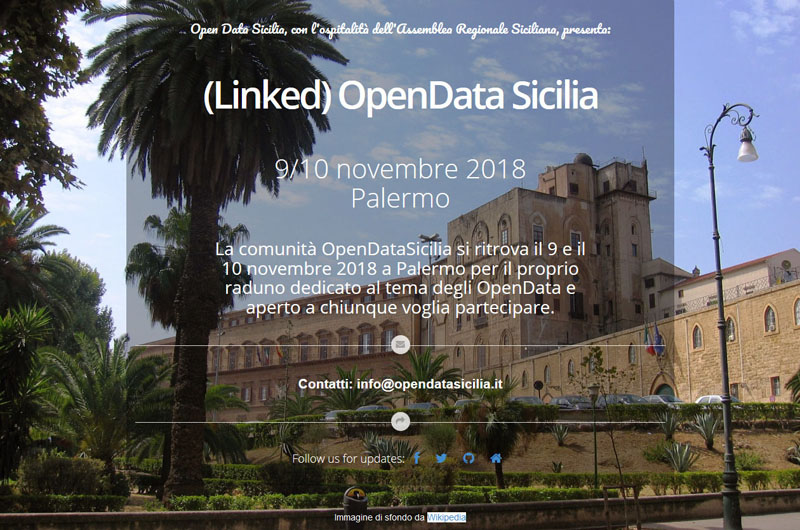 Open Data Sicilia, con l'ospitalità dell'Assemblea Regionale Siciliana, presenta:
(Linked) OpenData Sicilia
9/10 novembre 2018
Palermo
La comunità OpenDataSicilia si ritrova il 9 e il
10 novembre 2018 a Palermo per il proprio
raduno dedicato al tema degli OpenData e
aperto a chiunque voglia partecipare.
Contatti: info@opendatasicilia.it
Follow us for updates:
Immagine di sfondo da Wikipedia